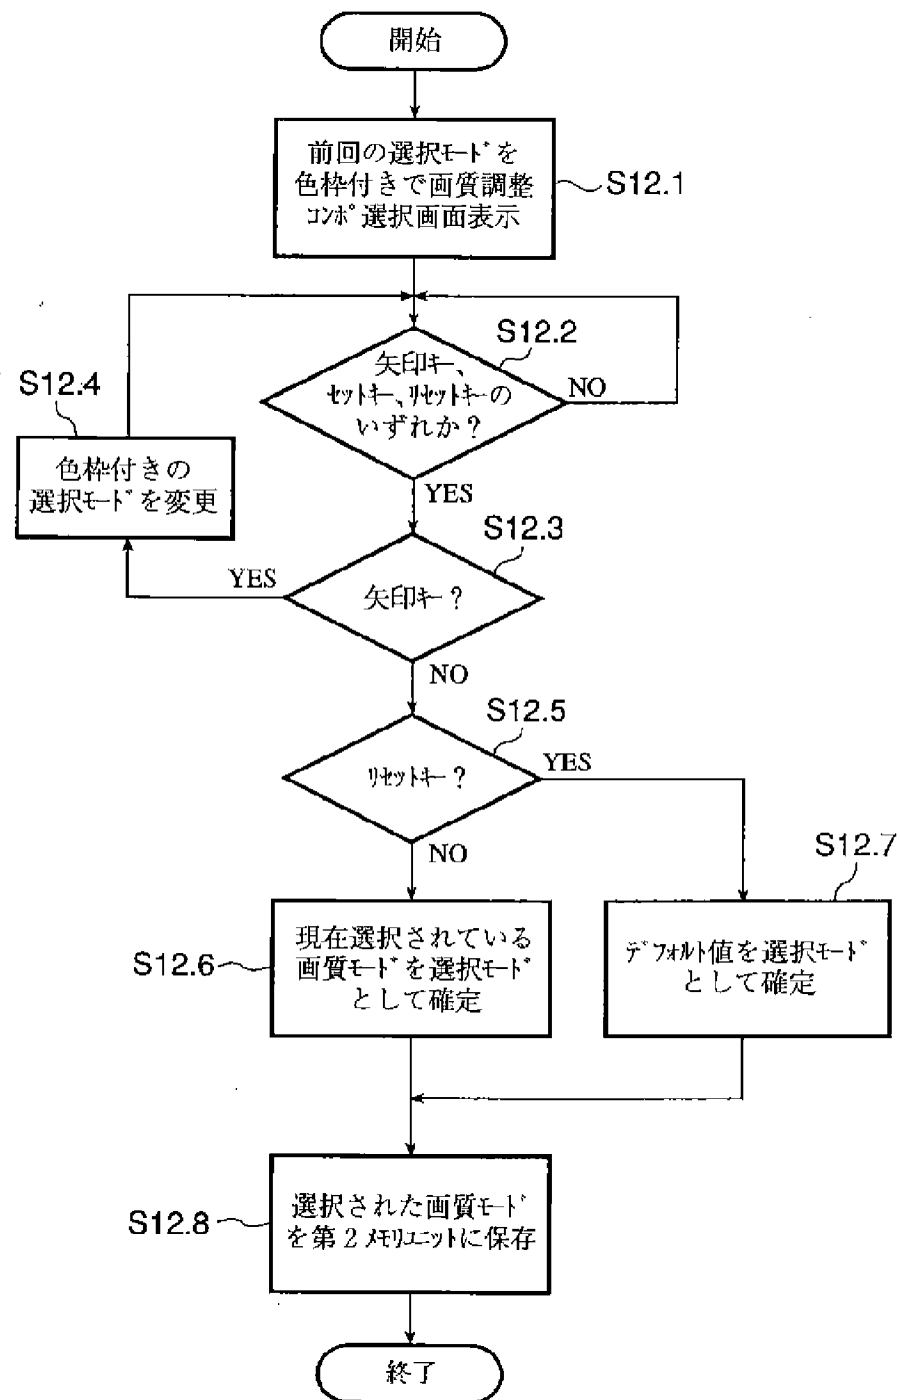 開始
前回の選択ﾓｰﾄﾞを
色枠付きで画質調整
ｺﾝﾎﾟ選択画面表示
S12.1
S12.2
矢印ｷｰ、
ｾｯﾄｷｰ、ﾘｾｯﾄｷｰの
いずれか？
NO
S12.4
色枠付きの
選択ﾓｰﾄﾞを変更
YES
S12.3
YES
矢印ｷｰ？
NO
S12.5
ﾘｾｯﾄｷｰ？
YES
NO
S12.7
現在選択されている
画質ﾓｰﾄﾞを選択ﾓｰﾄﾞ
として確定
S12.6
ﾃﾞﾌｫﾙﾄ値を選択ﾓｰﾄﾞ
として確定
選択された画質ﾓｰﾄﾞ
を第２ﾒﾓﾘﾕﾆｯﾄに保存
S12.8
終了